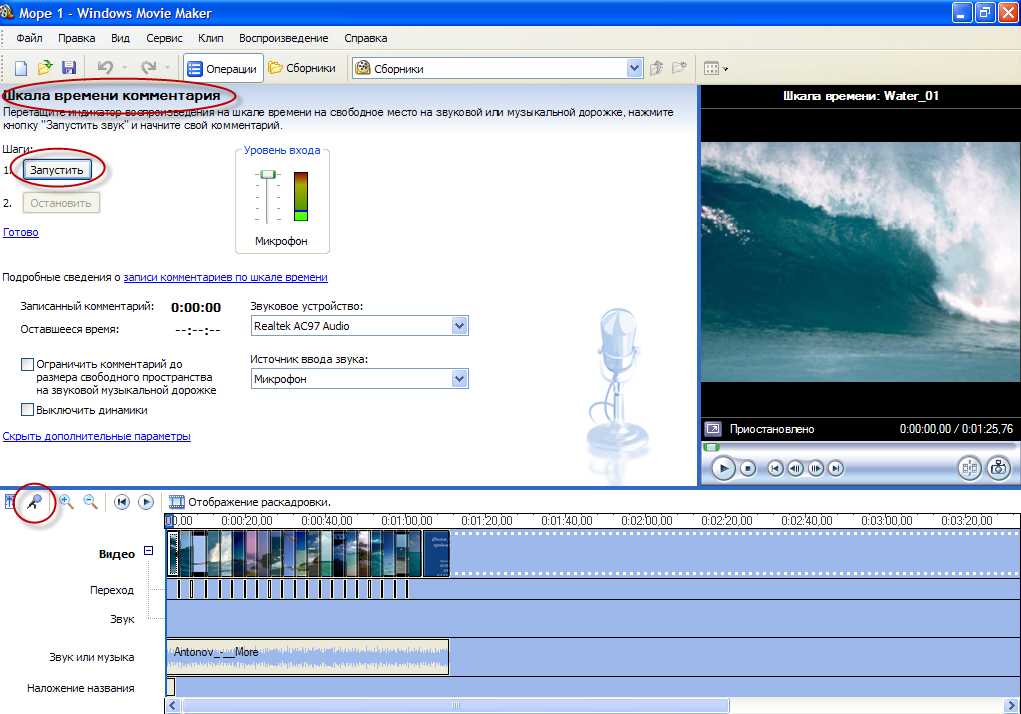 Море 1 - Windows Movie Maker
Файл Правка Вид Сервис Клип Воспроизведение Справка
Операции Сборники Сборники
Шкала времени комментария
Перетащите индикатор воспроизведения на шкале времени на свободное место на звуковой или музыкальной дорожке, нажмите
кнопку "Запустить звук" и начните свой комментарий.
Шаги:
1. Запустить
2. Остановить
Готово
Уровень входа
Микрофон
Подробные сведения о записи комментариев по шкале времени
Записанный комментарий: 0:00:00
Оставшееся время: --:--:--
Звуковое устройство:
Realtek AC97 Audio
Источник ввода звука:
Микрофон
Ограничить комментарий до
размера свободного пространства
на звуковой музыкальной дорожке
Выключить динамики
Скрыть дополнительные параметры
Шкала времени: Water_01
Приостановлено 0:00:00,00 / 0:01:25,76
Отображение раскадровки.
00,00 0:00:20,00 0:00:40,00 0:01:00,00 0:01:20,00 0:01:40,00 0:02:00,00 0:02:20,00 0:02:40,00 0:03:00,00 0:03:20,00
Видео
Переход
Звук
Звук или музыка
Antonov_-__More
Наложение названия